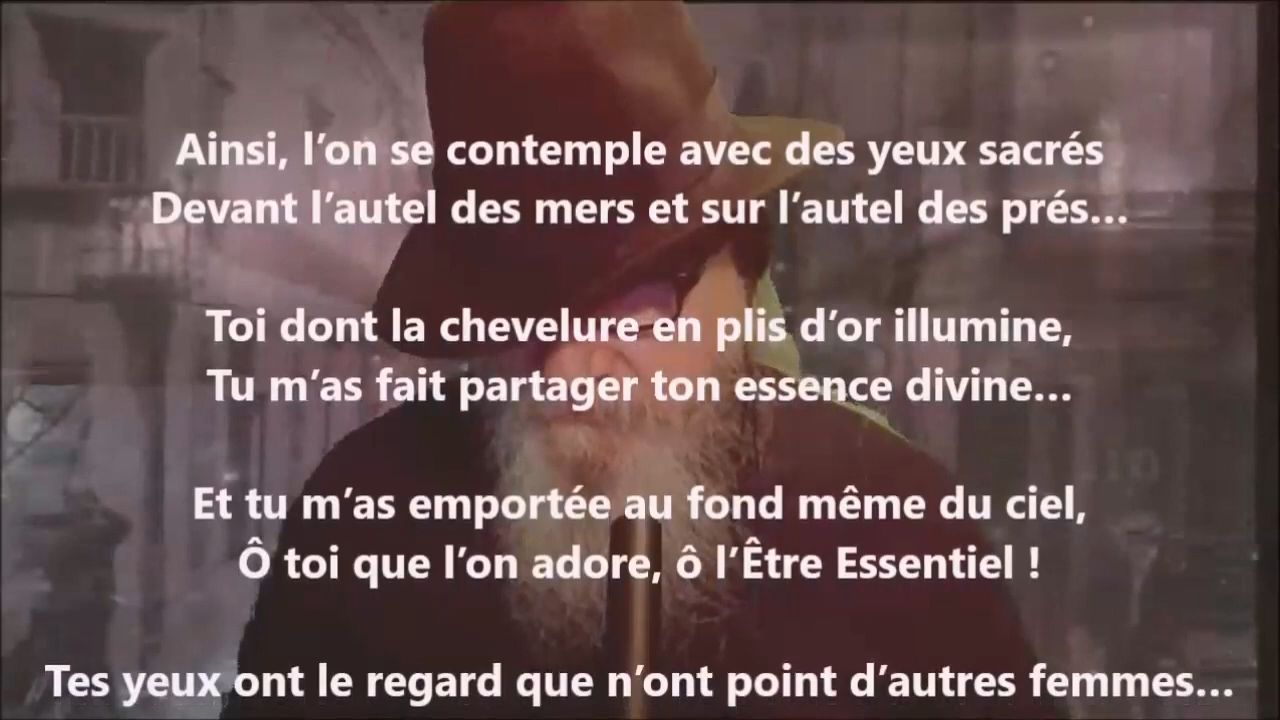 Ainsi, l’on se contemple avec des yeux sacrés
Devant l’autel des mers et sur l’autel des prés…
Toi dont la chevelure en plis d’or illumine,
Tu m’as fait partager ton essence divine…
Et tu m’as emportée au fond même du ciel,
Ô toi que l’on adore, ô l’Être Essentiel !
Tes yeux ont le regard que n’ont point d’autres femmes…